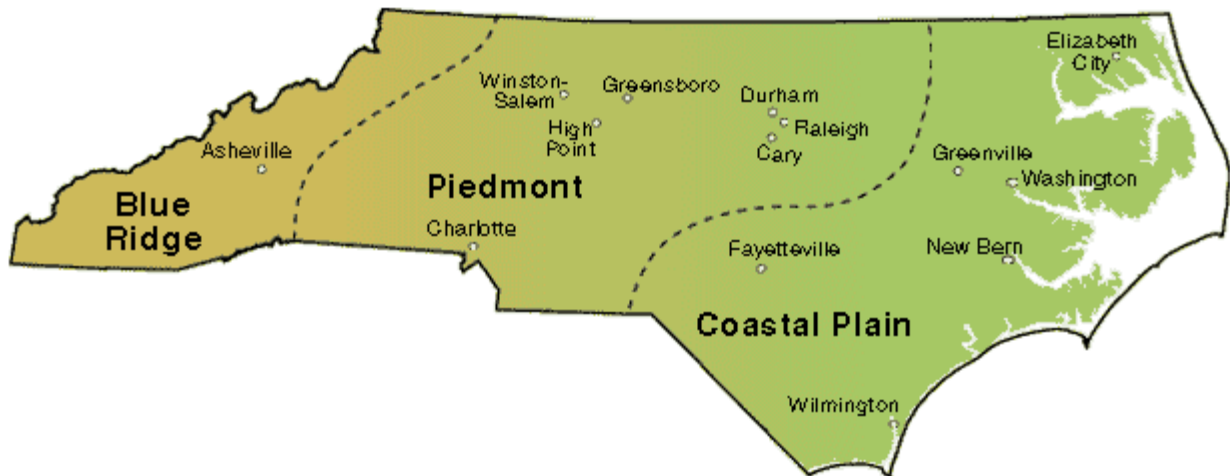 Elizabeth
City
Winston-
Salem
Greensboro
Durham
High
Point
Raleigh
Cary
Asheville
Greenville
Washington
Piedmont
Blue
Ridge
Charlotte
Fayetteville
New Bern
Coastal Plain
Wilmington